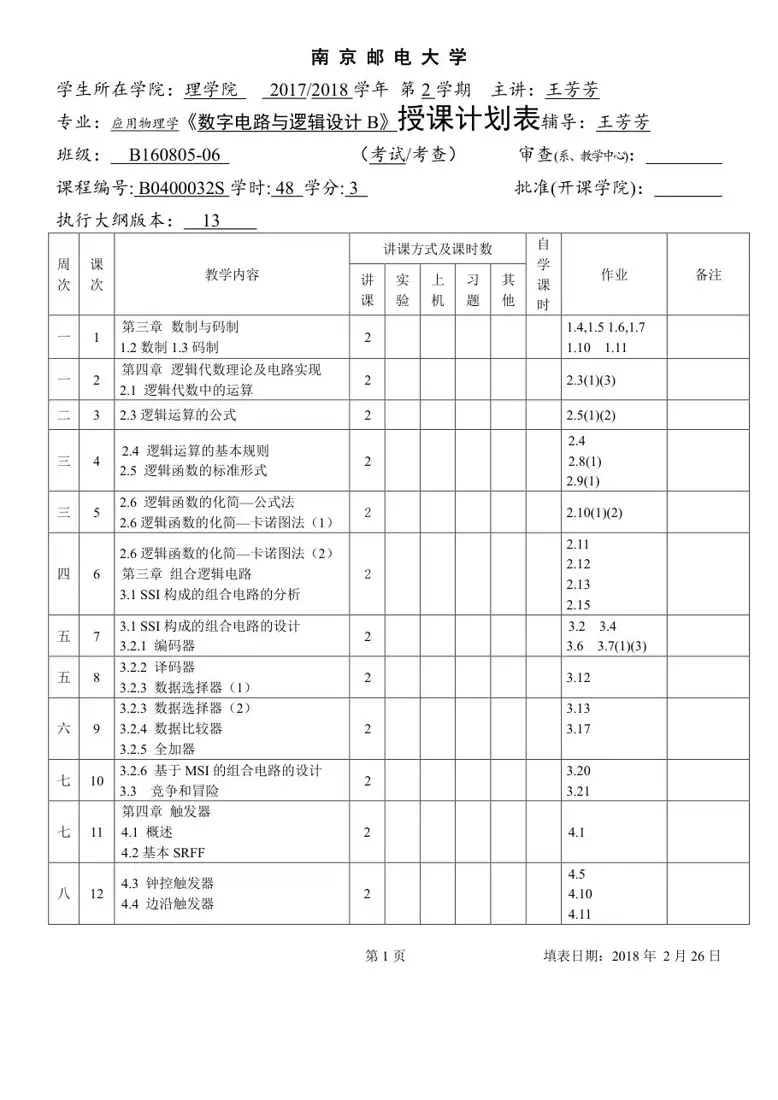 南京邮电大学
学生所在学院：理学院 2017/2018学年 第2学期 主讲：王芳芳
专业：应用物理学《数字电路与逻辑设计B》授课计划表辅导：王芳芳
班级： B160805-06 （考试/考查） 审查(系、教学中心)：
课程编号: B0400032S 学时: 48 学分: 3 批准(开课学院)：
执行大纲版本： 13
周次 课次 教学内容 讲课方式及课时数 自学课时 作业 备注
讲课 实验 上机 习题 其他
一 1 第三章 数制与码制 2 1.4,1.5 1.6,1.7
1.2 数制 1.3 码制 1.10 1.11
一 2 第四章 逻辑代数理论及电路实现 2 2.3(1)(3)
2.1 逻辑代数中的运算
二 3 2.3逻辑运算的公式 2 2.5(1)(2)
三 4 2.4 逻辑运算的基本规则 2 2.4
2.5 逻辑函数的标准形式 2.8(1)
2.9(1)
三 5 2.6 逻辑函数的化简—公式法 2 2.10(1)(2)
2.6逻辑函数的化简—卡诺图法（1）
四 6 2.6逻辑函数的化简—卡诺图法（2） 2 2.11
第三章 组合逻辑电路 2.12
3.1 SSI 构成的组合电路的分析 2.13
2.15
五 7 3.1 SSI 构成的组合电路的设计 2 3.2 3.4
3.2.1 编码器 3.6 3.7(1)(3)
五 8 3.2.2 译码器 2 3.12
3.2.3 数据选择器（1）
六 9 3.2.3 数据选择器（2） 2 3.13
3.2.4 数据比较器 3.17
3.2.5 全加器
七 10 3.2.6 基于MSI的组合电路的设计 2 3.20
3.3 竞争和冒险 3.21
七 11 第四章 触发器 2 4.1
4.1 概述
4.2基本SRFF
八 12 4.3 钟控触发器 2 4.5
4.4 边沿触发器 4.10
4.11
第 1 页 填表日期：2018 年 2 月 26 日